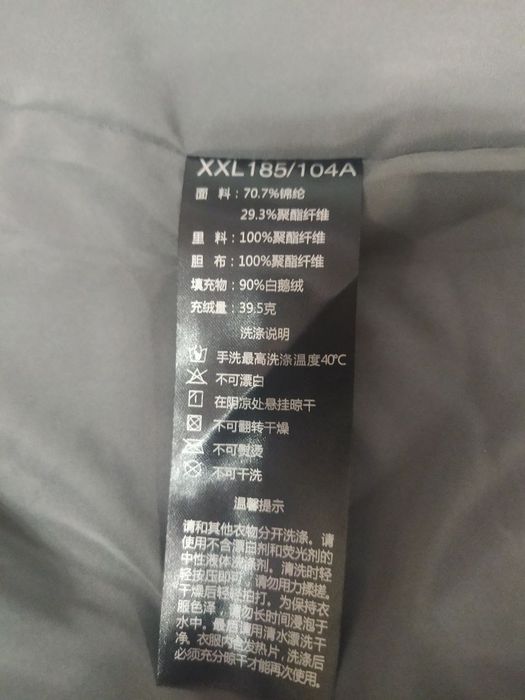 XXL185/104A
面 料：70.7%锦纶
29.3%聚酯纤维
里 料：100%聚酯纤维
胆 布：100%聚酯纤维
填充物：90%白鹅绒
充绒量：39.5克
洗涤说明
手洗最高洗涤温度40℃
不可漂白
在阴凉处悬挂晾干
不可翻转干燥
不可熨烫
不可干洗
温馨提示
请和其他衣物分开洗涤。请
使用不含漂白剂和荧光剂的
中性液体洗涤剂。清洗时轻
轻按压即可，请勿用力揉搓。
干燥后轻轻拍打。为保持衣
服色泽，请勿长时间浸泡于
水中。最后请用清水漂洗干
净。衣服内含发热片，洗涤后
必须充分晾干才能再次使用。